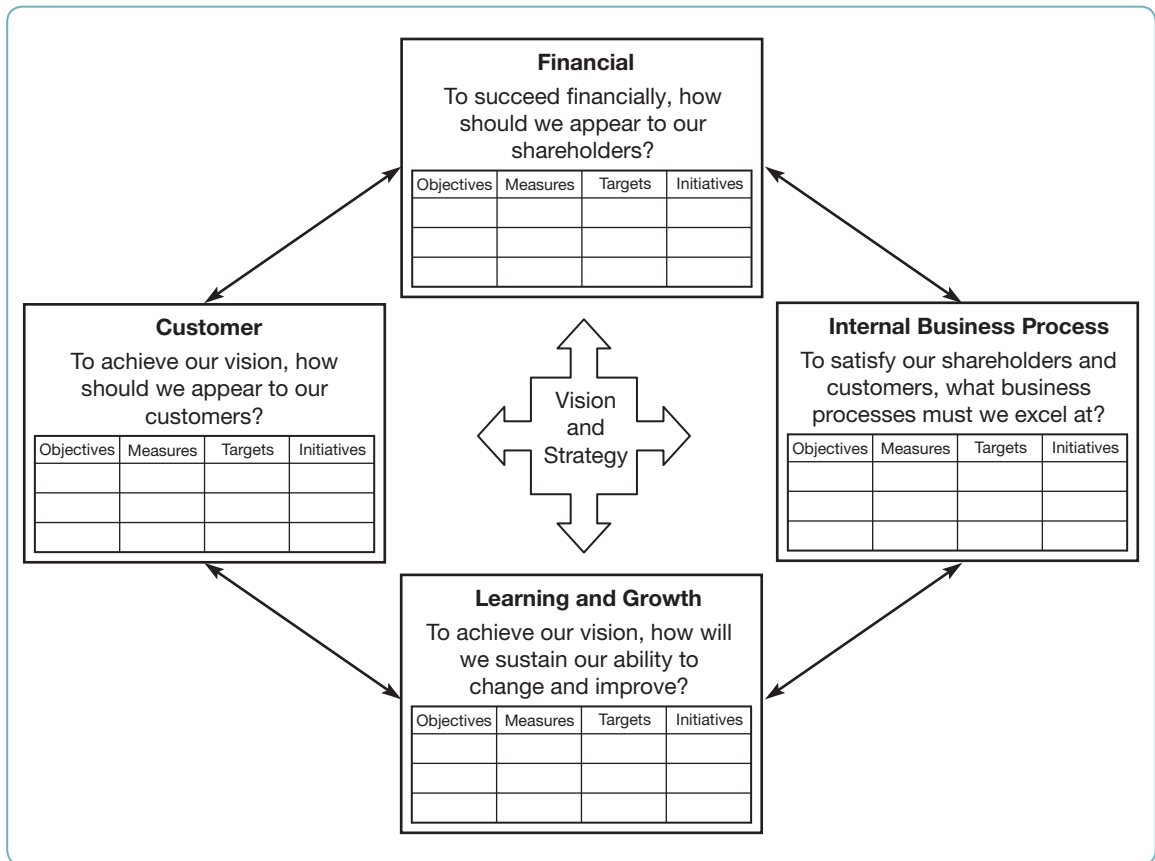 Financial
To succeed financially, how
should we appear to our
shareholders?
Objectives Measures Targets Initiatives
Customer
To achieve our vision, how
should we appear to our
customers?
Objectives Measures Targets Initiatives
Vision
and
Strategy
Internal Business Process
To satisfy our shareholders and
customers, what business
processes must we excel at?
Objectives Measures Targets Initiatives
Learning and Growth
To achieve our vision, how will
we sustain our ability to
change and improve?
Objectives Measures Targets Initiatives